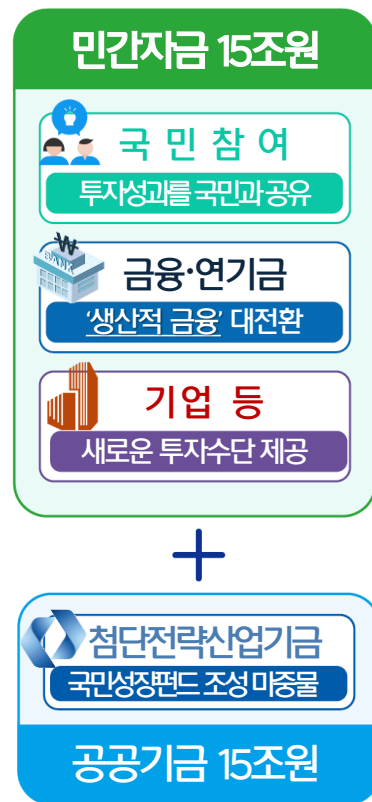 민간자금 15조원
국 민 참 여
투자성과를 국민과 공유
₩
BANK
금융·연기금
‘생산적 금융’ 대전환
기업 등
새로운 투자수단 제공
+
첨단전략산업기금
국민성장펀드 조성 마중물
공공기금 15조원